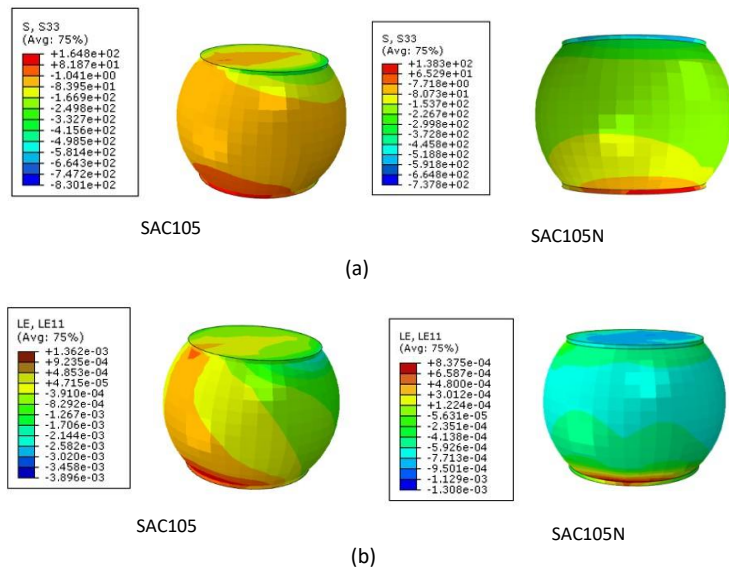 S, S33
(Avg: 75%)
+1.648e+02
+8.187e+01
-1.041e+00
-8.395e+01
-1.669e+02
-2.498e+02
-3.327e+02
-4.156e+02
-4.985e+02
-5.814e+02
-6.643e+02
-7.472e+02
-8.301e+02
SAC105
S, S33
(Avg: 75%)
+1.383e+02
+6.529e+01
-7.718e+00
-8.073e+01
-1.537e+02
-2.267e+02
-2.998e+02
-3.728e+02
-4.458e+02
-5.188e+02
-5.918e+02
-6.648e+02
-7.378e+02
SAC105N
(a)
LE, LE11
(Avg: 75%)
+1.362e-03
+9.235e-04
+4.853e-04
+4.715e-05
-3.910e-04
-8.292e-04
-1.267e-03
-1.706e-03
-2.144e-03
-2.582e-03
-3.020e-03
-3.458e-03
-3.896e-03
SAC105
LE, LE11
(Avg: 75%)
+8.375e-04
+6.587e-04
+4.800e-04
+3.012e-04
+1.224e-04
-5.631e-05
-2.351e-04
-4.138e-04
-5.926e-04
-7.713e-04
-9.501e-04
-1.129e-03
-1.308e-03
SAC105N
(b)